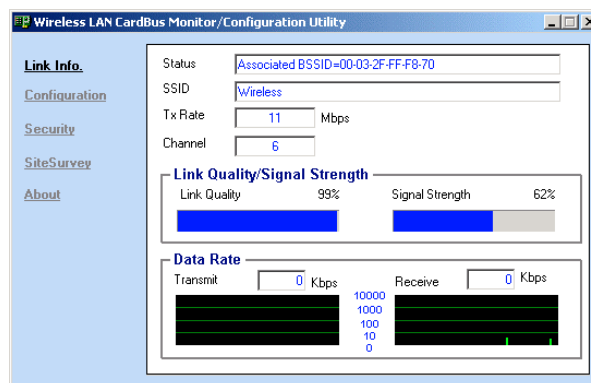 Wireless LAN CardBus Monitor/Configuration Utility
Link Info.
Configuration
Security
SiteSurvey
About
Status Associated BSSID=00-03-2F-FF-F8-70
SSID Wireless
Tx Rate 11 Mbps
Channel 6
Link Quality/Signal Strength
Link Quality 99% Signal Strength 62%
Data Rate
Transmit 0 Kbps Receive 0 Kbps
10000
1000
100
10
0